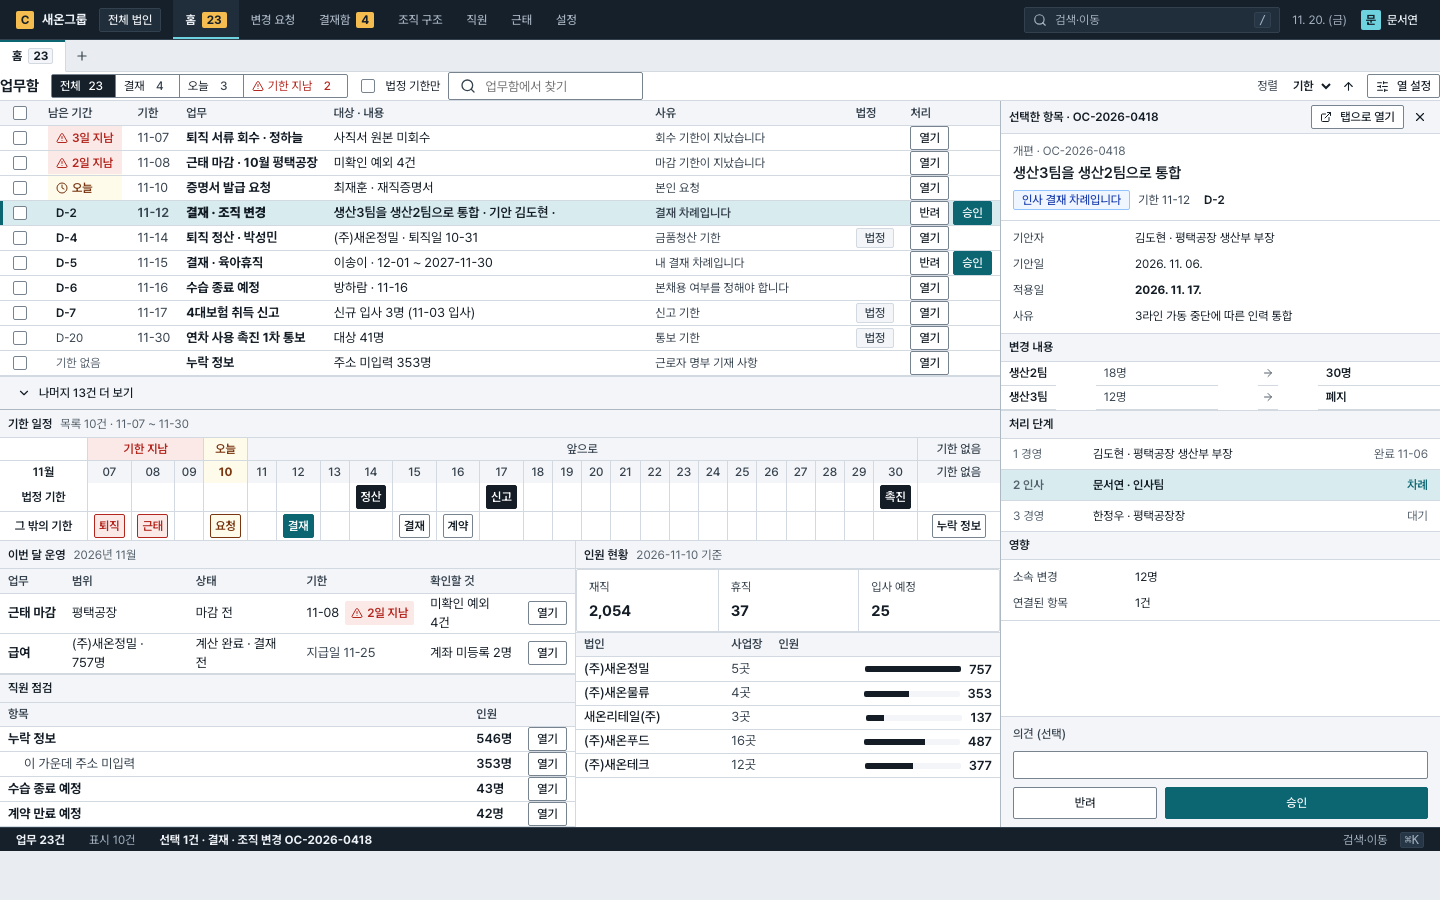 C 새온그룹 전체 법인 홈 23 변경 요청 결재함 4 조직 구조 직원 근태 설정 검색·이동 / 11. 20. (금) 문 문서연
홈 23 +
업무함 전체 23 결재 4 오늘 3 기한 지남 2 법정 기한만 업무함에서 찾기 정렬 기한 열 설정
남은 기간 기한 업무 대상 · 내용 사유 법정 처리
3일 지남 11-07 퇴직 서류 회수 · 정하늘 사직서 원본 미회수 회수 기한이 지났습니다 열기
2일 지남 11-08 근태 마감 · 10월 평택공장 미확인 예외 4건 마감 기한이 지났습니다 열기
오늘 11-10 증명서 발급 요청 최재훈 · 재직증명서 본인 요청 열기
D-2 11-12 결재 · 조직 변경 생산3팀을 생산2팀으로 통합 · 기안 김도현 · 결재 차례입니다 반려 승인
D-4 11-14 퇴직 정산 · 박성민 (주)새온정밀 · 퇴직일 10-31 금품청산 기한 법정 열기
D-5 11-15 결재 · 육아휴직 이송이 · 12-01 ~ 2027-11-30 내 결재 차례입니다 반려 승인
D-6 11-16 수습 종료 예정 방하람 · 11-16 본채용 여부를 정해야 합니다 열기
D-7 11-17 4대보험 취득 신고 신규 입사 3명 (11-03 입사) 신고 기한 법정 열기
D-20 11-30 연차 사용 촉진 1차 통보 대상 41명 통보 기한 법정 열기
기한 없음 누락 정보 주소 미입력 353명 근로자 명부 기재 사항 열기
나머지 13건 더 보기
기한 일정 목록 10건 · 11-07 ~ 11-30
기한 지남 오늘 앞으로 기한 없음
11월 07 08 09 10 11 12 13 14 15 16 17 18 19 20 21 22 23 24 25 26 27 28 29 30 기한 없음
법정 기한 정산 신고 촉진
그 밖의 기한 퇴직 근태 요청 결재 결재 계약 누락 정보
이번 달 운영 2026년 11월
업무 범위 상태 기한 확인할 것
근태 마감 평택공장 마감 전 11-08 2일 지남 미확인 예외 4건 열기
급여 (주)새온정밀 · 757명 계산 완료 · 결재 전 지급일 11-25 계좌 미등록 2명 열기
직원 점검
항목 인원
누락 정보 546명 열기
이 가운데 주소 미입력 353명 열기
수습 종료 예정 43명 열기
계약 만료 예정 42명 열기
인원 현황 2026-11-10 기준
재직 휴직 입사 예정
2,054 37 25
법인 사업장 인원
(주)새온정밀 5곳 757
(주)새온물류 4곳 353
새온리테일(주) 3곳 137
(주)새온푸드 16곳 487
(주)새온테크 12곳 377
선택한 항목 · OC-2026-0418 탭으로 열기
개편 · OC-2026-0418
생산3팀을 생산2팀으로 통합
인사 결재 차례입니다 기한 11-12 D-2
기안자 김도현 · 평택공장 생산부 부장
기안일 2026. 11. 06.
적용일 2026. 11. 17.
사유 3라인 가동 중단에 따른 인력 통합
변경 내용
생산2팀 18명 → 30명
생산3팀 12명 → 폐지
처리 단계
1 경영 김도현 · 평택공장 생산부 부장 완료 11-06
2 인사 문서연 · 인사팀 차례
3 경영 한정우 · 평택공장장 대기
영향
소속 변경 12명
연결된 항목 1건
의견 (선택)
반려 승인
업무 23건 표시 10건 선택 1건 · 결재 · 조직 변경 OC-2026-0418 검색·이동 ⌘K